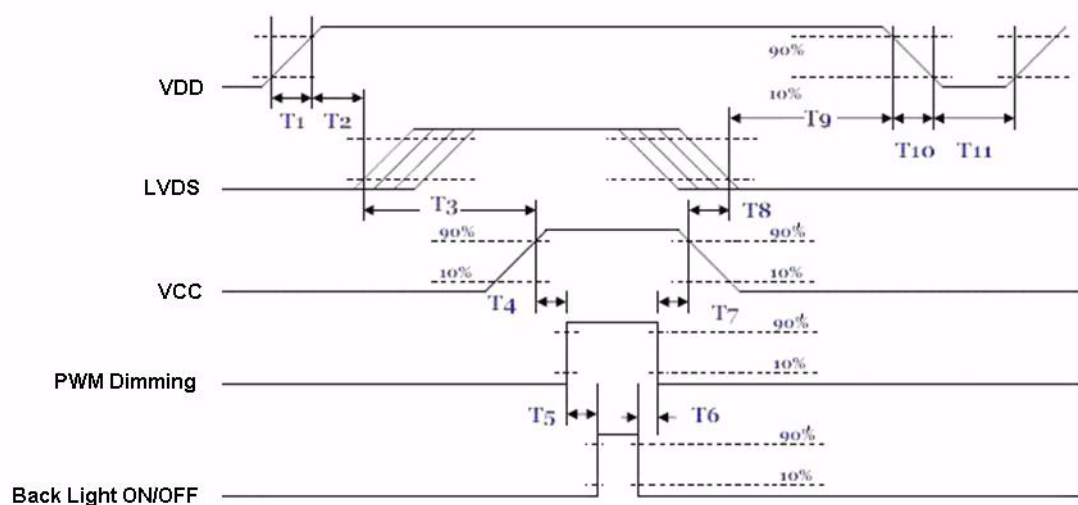 90%
VDD
10%
T1 T2 T9
T10 T11
LVDS
T3 T8
90% 90%
10% 10%
VCC
T4 T7
90%
10%
PWM Dimming
T5 T6
90%
10%
Back Light ON/OFF